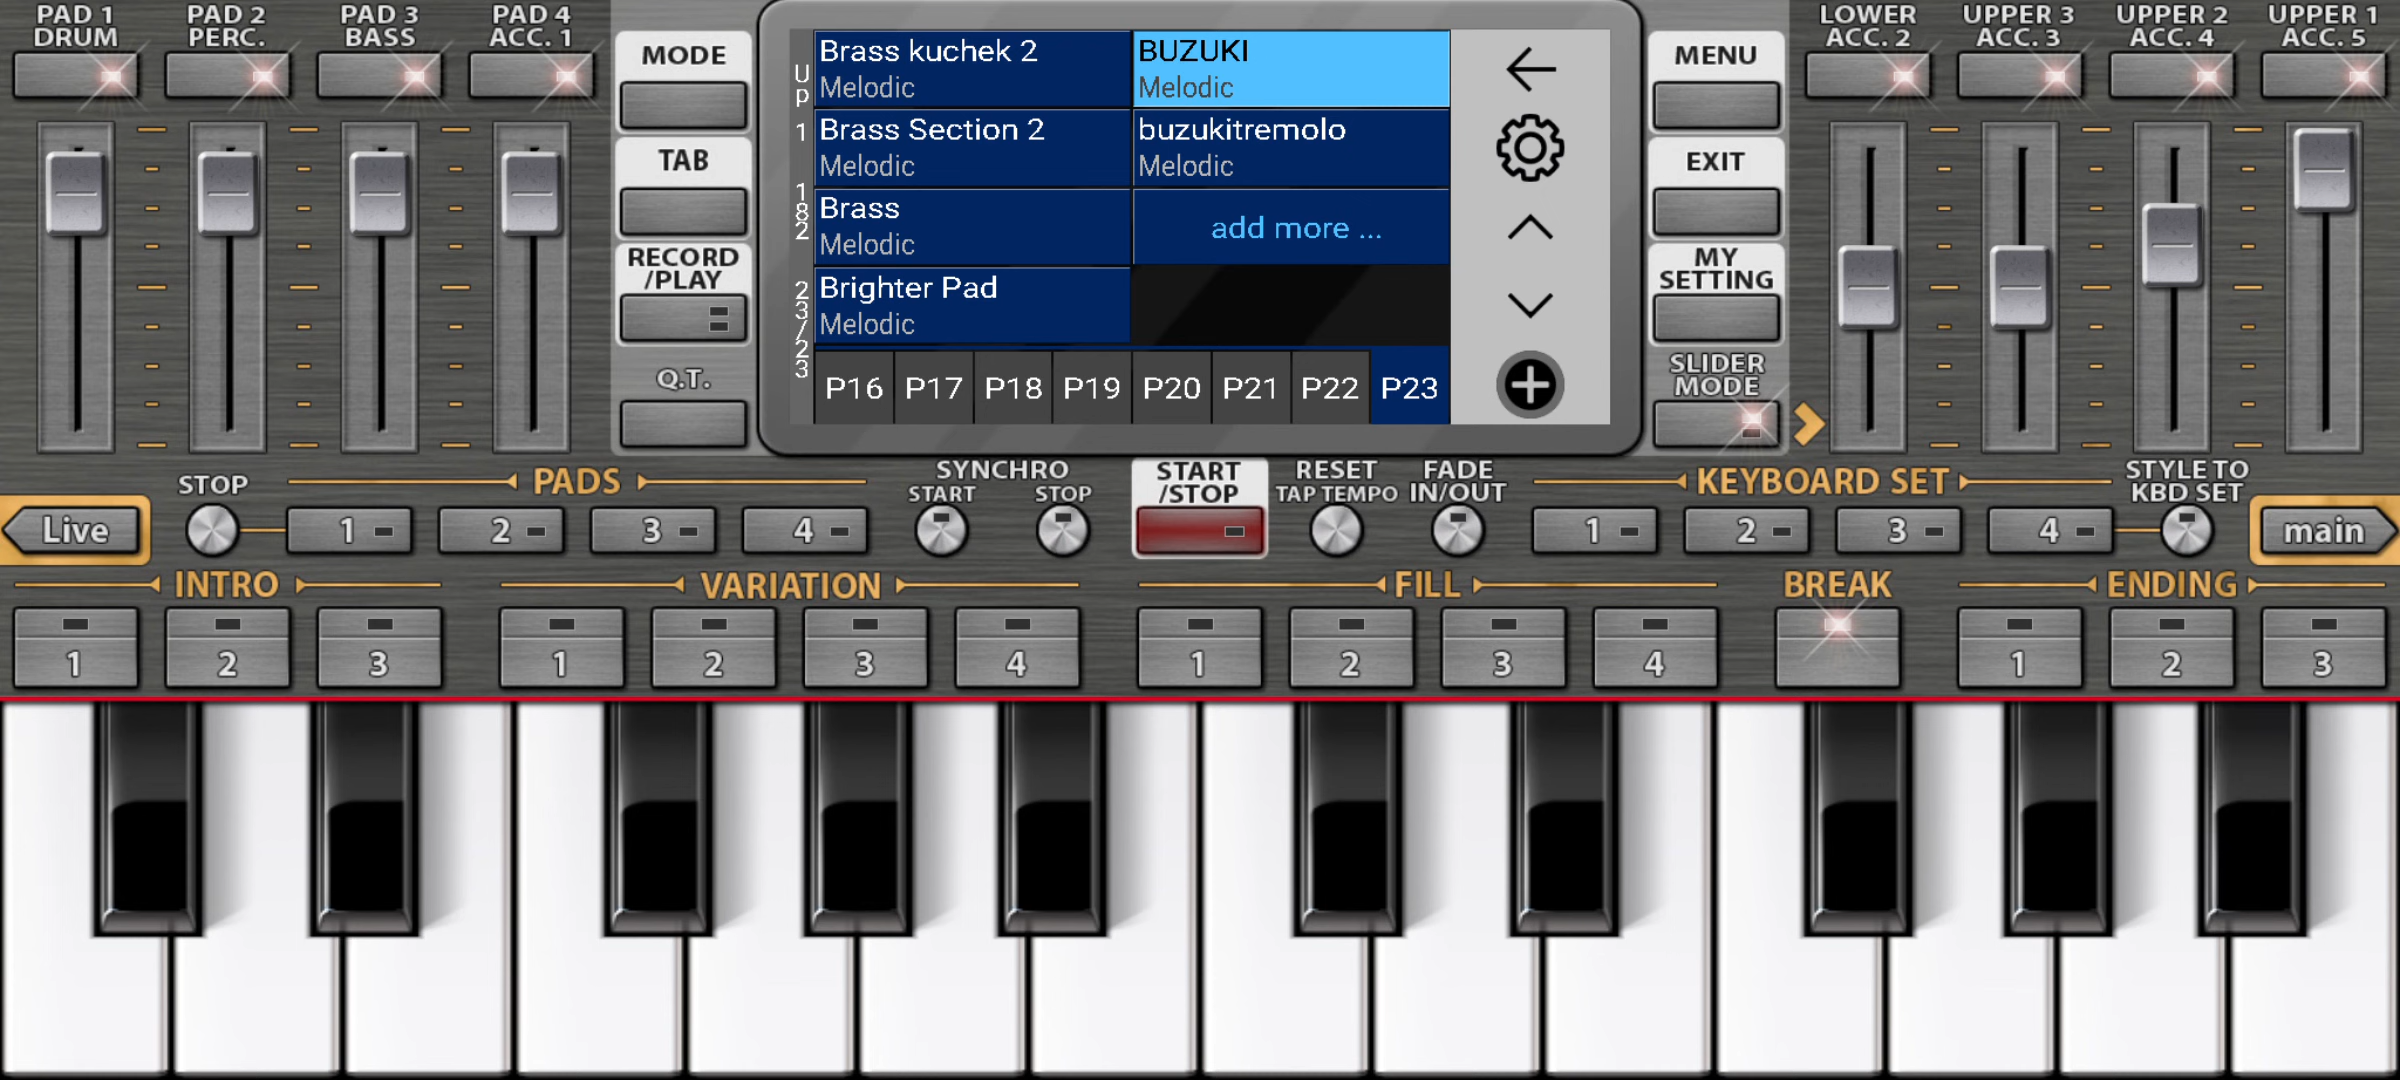 PAD 1
DRUM
PAD 2
PERC.
PAD 3
BASS
PAD 4
ACC. 1
MODE
TAB
RECORD
/PLAY
Q.T.
Up 1
182
23/23
Brass kuchek 2
Melodic
BUZUKI
Melodic
Brass Section 2
Melodic
buzukitremolo
Melodic
Brass
Melodic
add more ...
Brighter Pad
Melodic
P16 P17 P18 P19 P20 P21 P22 P23
MENU
EXIT
MY
SETTING
SLIDER
MODE
LOWER
ACC. 2
UPPER 3
ACC. 3
UPPER 2
ACC. 4
UPPER 1
ACC. 5
Live
STOP
PADS
1 2 3 4
SYNCHRO
START STOP
START
/STOP
RESET
TAP TEMPO
FADE
IN/OUT
KEYBOARD SET
1 2 3 4
STYLE TO
KBD SET
main
INTRO
1 2 3
VARIATION
1 2 3 4
FILL
1 2 3 4
BREAK
ENDING
1 2 3